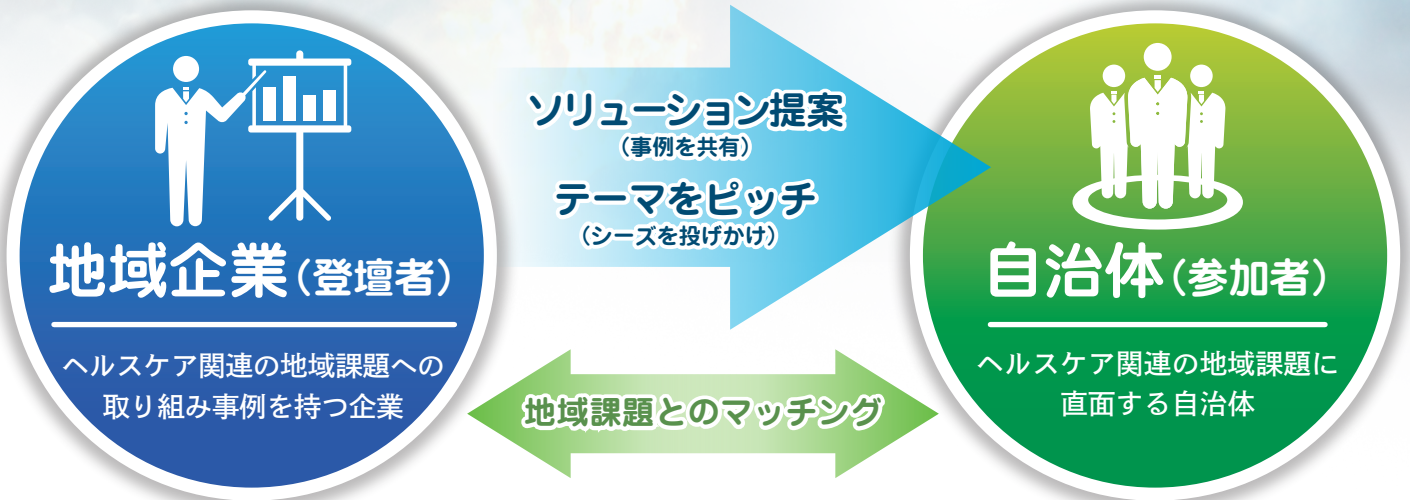 地域企業(登壇者)
ヘルスケア関連の地域課題への
取り組み事例を持つ企業
ソリューション提案
(事例を共有)
テーマをピッチ
(シーズを投げかけ)
地域課題とのマッチング
自治体(参加者)
ヘルスケア関連の地域課題に
直面する自治体